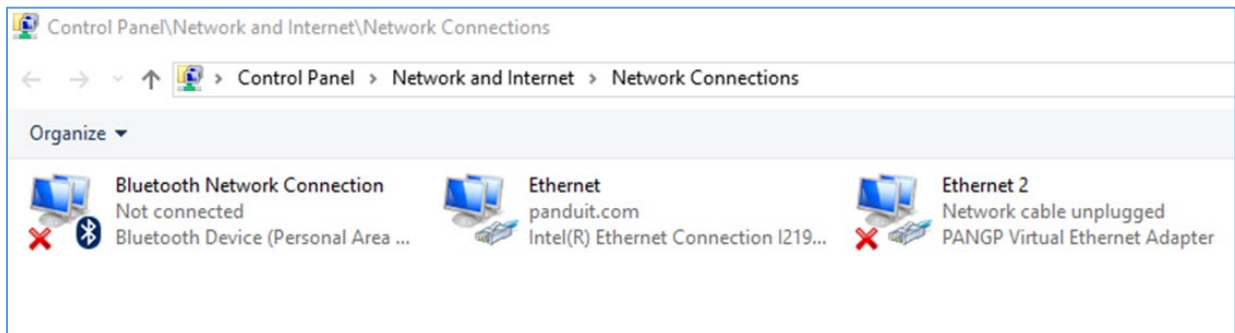 Control Panel\Network and Internet\Network Connections
Control Panel > Network and Internet > Network Connections
Organize
Bluetooth Network Connection
Not connected
Bluetooth Device (Personal Area ...
Ethernet
panduit.com
Intel(R) Ethernet Connection I219...
Ethernet 2
Network cable unplugged
PANGP Virtual Ethernet Adapter